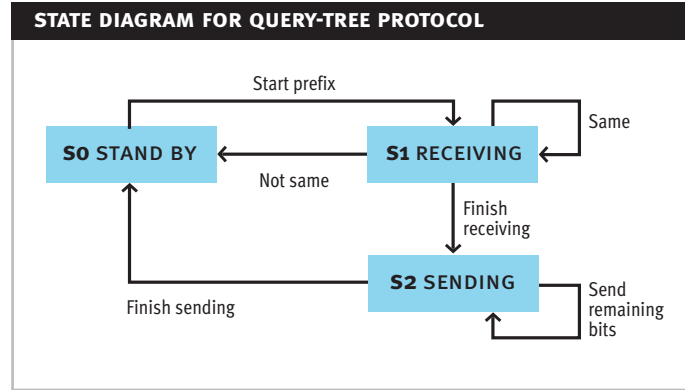 STATE DIAGRAM FOR QUERY-TREE PROTOCOL
Start prefix
Same
S0 STAND BY
S1 RECEIVING
Not same
Finish
receiving
S2 SENDING
Finish sending
Send
remaining
bits